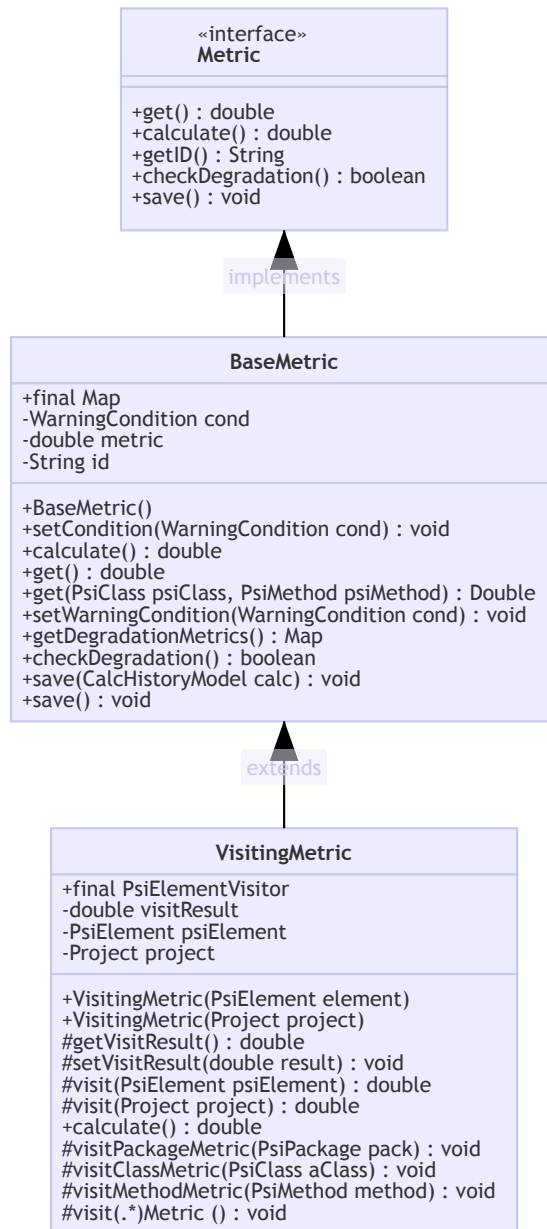 «interface»
Metric
+get() : double
+calculate() : double
+getID() : String
+checkDegradation() : boolean
+save() : void
implements
BaseMetric
+final Map
-WarningCondition cond
-double metric
-String id
+BaseMetric()
+setCondition(WarningCondition cond) : void
+calculate() : double
+get() : double
+get(PsiClass psiClass, PsiMethod psiMethod) : Double
+setWarningCondition(WarningCondition cond) : void
+getDegradationMetrics() : Map
+checkDegradation() : boolean
+save(CalcHistoryModel calc) : void
+save() : void
extends
VisitingMetric
+final PsiElementVisitor
-double visitResult
-PsiElement psiElement
-Project project
+VisitingMetric(PsiElement element)
+VisitingMetric(Project project)
#getVisitResult() : double
#setVisitResult(double result) : void
#visit(PsiElement psiElement) : double
#visit(Project project) : double
+calculate() : double
#visitPackageMetric(PsiPackage pack) : void
#visitClassMetric(PsiClass aClass) : void
#visitMethodMetric(PsiMethod method) : void
#visit(.*)Metric () : void